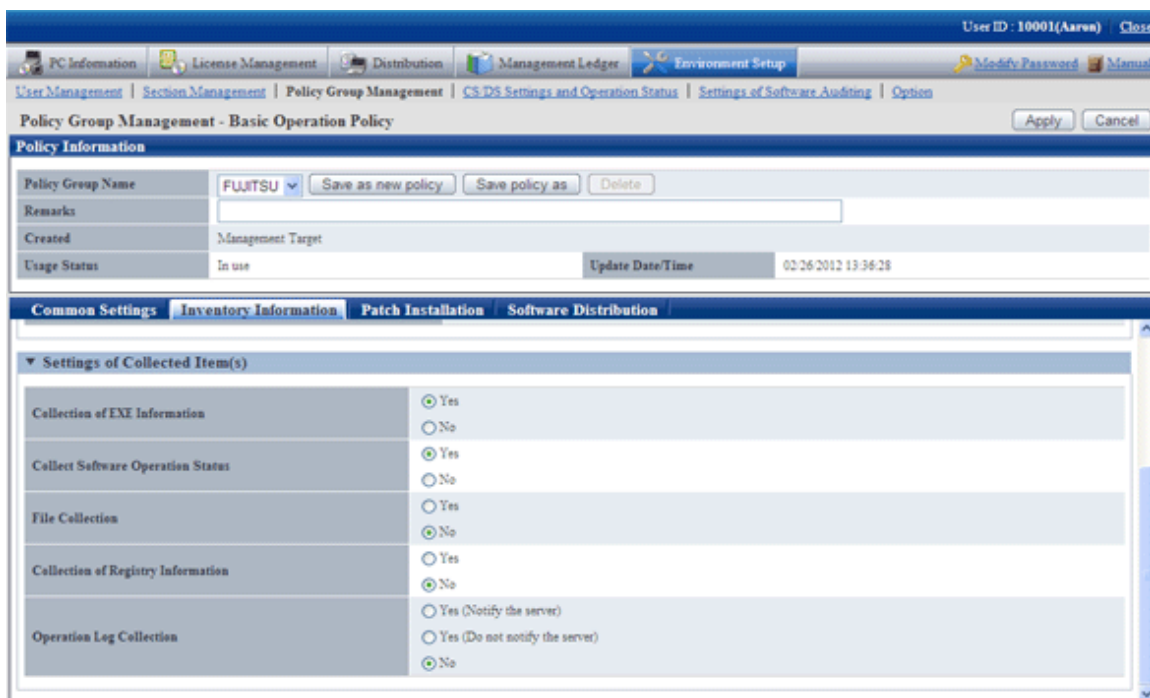 User ID : 10001(Aaron) Close
PC Information License Management Distribution Management Ledger Environment Setup Modify Password Manual
User Management | Section Management | Policy Group Management | CS/DS Settings and Operation Status | Settings of Software Auditing | Option
Policy Group Management - Basic Operation Policy Apply Cancel
Policy Information
Policy Group Name FUJITSU Save as new policy Save policy as Delete
Remarks
Created Management Target
Usage Status In use Update Date/Time 02/26/2012 13:36:28
Common Settings Inventory Information Patch Installation Software Distribution
▼ Settings of Collected Item(s)
Collection of EXE Information
Yes
No
Collect Software Operation Status
Yes
No
File Collection
Yes
No
Collection of Registry Information
Yes
No
Operation Log Collection
Yes (Notify the server)
Yes (Do not notify the server)
No